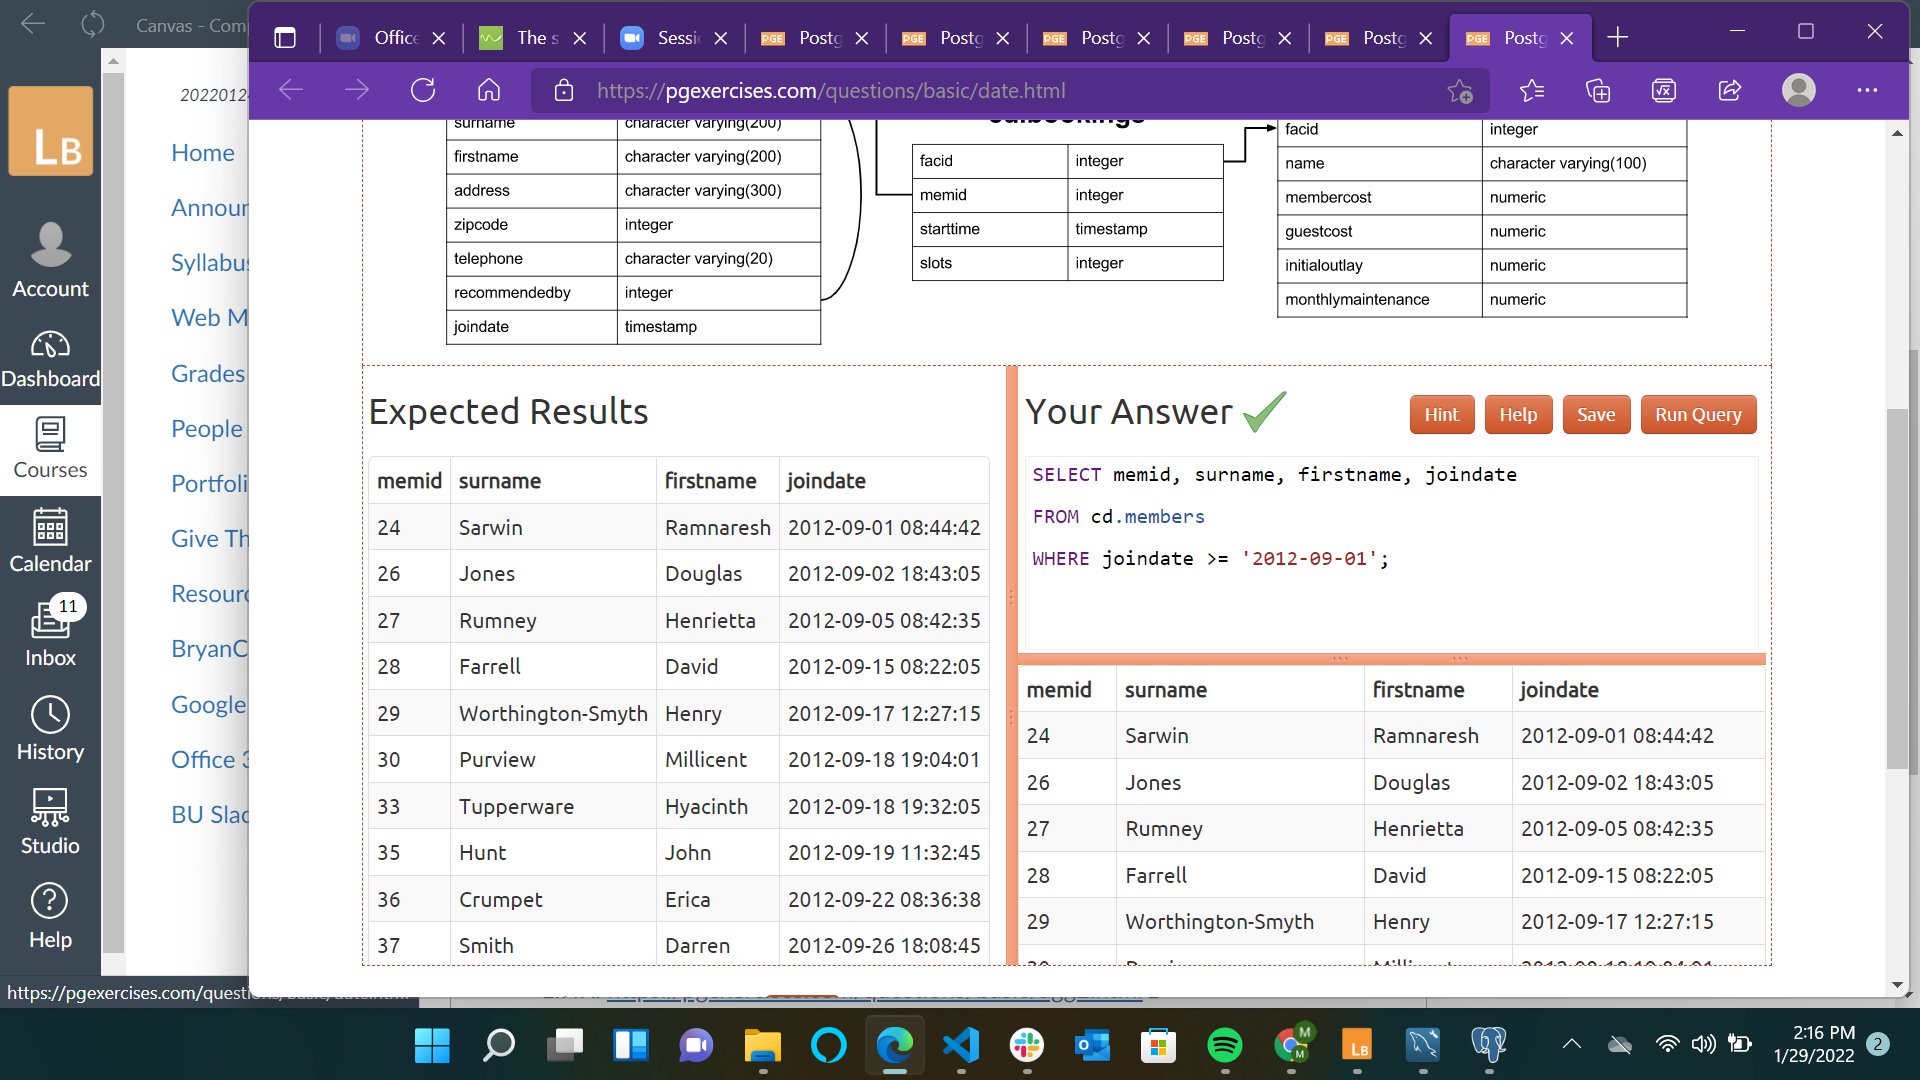 Canvas - Com
Office
The s
Sessi
PGE Postg
PGE Postg
PGE Postg
PGE Postg
PGE Postg
PGE Postg
https://pgexercises.com/questions/basic/date.html
2022012
LB
Home
Announ
Account
Syllabus
Web M
Dashboard
Grades
People
Courses
Portfoli
Give Th
Calendar
Resourc
11
Inbox
BryanC
Google
History
Office 3
BU Slac
Studio
Help
surname character varying(200)
firstname character varying(200)
address character varying(300)
zipcode integer
telephone character varying(20)
recommendedby integer
joindate timestamp
facid integer
memid integer
starttime timestamp
slots integer
facid integer
name character varying(100)
membercost numeric
guestcost numeric
initialoutlay numeric
monthlymaintenance numeric
Expected Results
memid surname firstname joindate
24 Sarwin Ramnaresh 2012-09-01 08:44:42
26 Jones Douglas 2012-09-02 18:43:05
27 Rumney Henrietta 2012-09-05 08:42:35
28 Farrell David 2012-09-15 08:22:05
29 Worthington-Smyth Henry 2012-09-17 12:27:15
30 Purview Millicent 2012-09-18 19:04:01
33 Tupperware Hyacinth 2012-09-18 19:32:05
35 Hunt John 2012-09-19 11:32:45
36 Crumpet Erica 2012-09-22 08:36:38
37 Smith Darren 2012-09-26 18:08:45
Your Answer
Hint Help Save Run Query
SELECT memid, surname, firstname, joindate
FROM cd.members
WHERE joindate >= '2012-09-01';
memid surname firstname joindate
24 Sarwin Ramnaresh 2012-09-01 08:44:42
26 Jones Douglas 2012-09-02 18:43:05
27 Rumney Henrietta 2012-09-05 08:42:35
28 Farrell David 2012-09-15 08:22:05
29 Worthington-Smyth Henry 2012-09-17 12:27:15
https://pgexercises.com/questi
M
M
LB
2:16 PM
1/29/2022
2